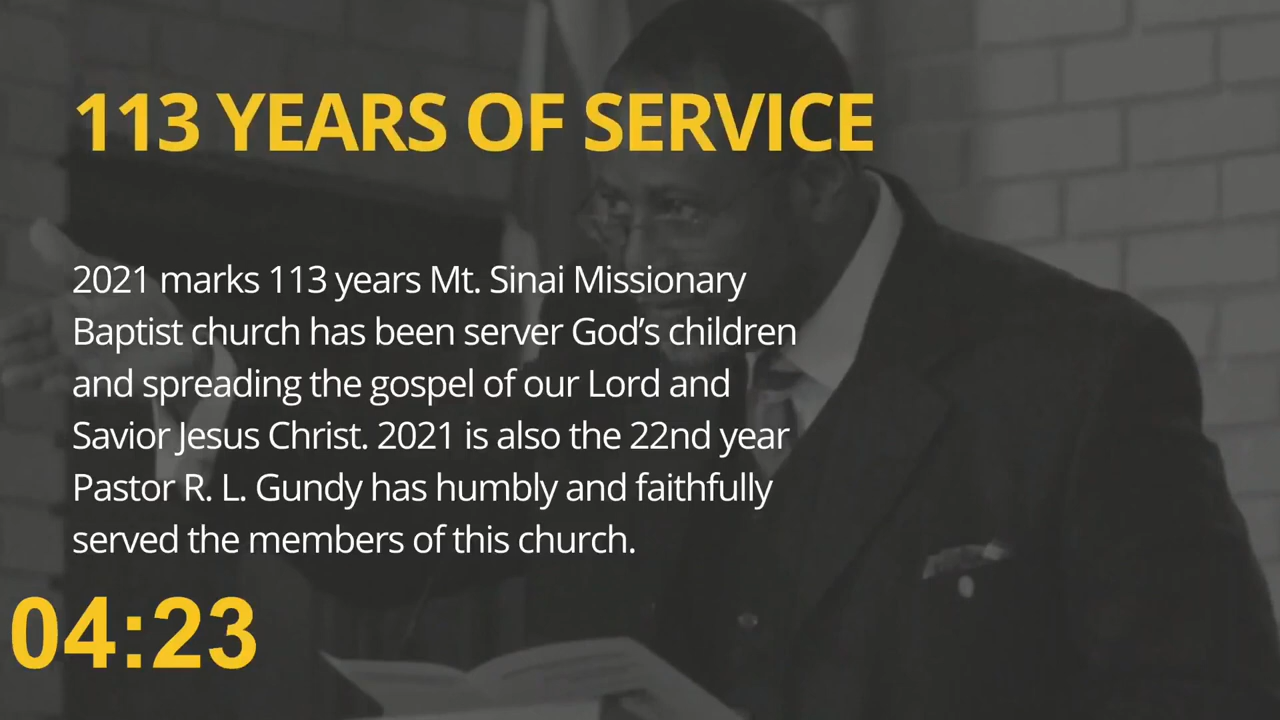 113 YEARS OF SERVICE
2021 marks 113 years Mt. Sinai Missionary
Baptist church has been server God's children
and spreading the gospel of our Lord and
Savior Jesus Christ. 2021 is also the 22nd year
Pastor R. L. Gundy has humbly and faithfully
served the members of this church.
04:23